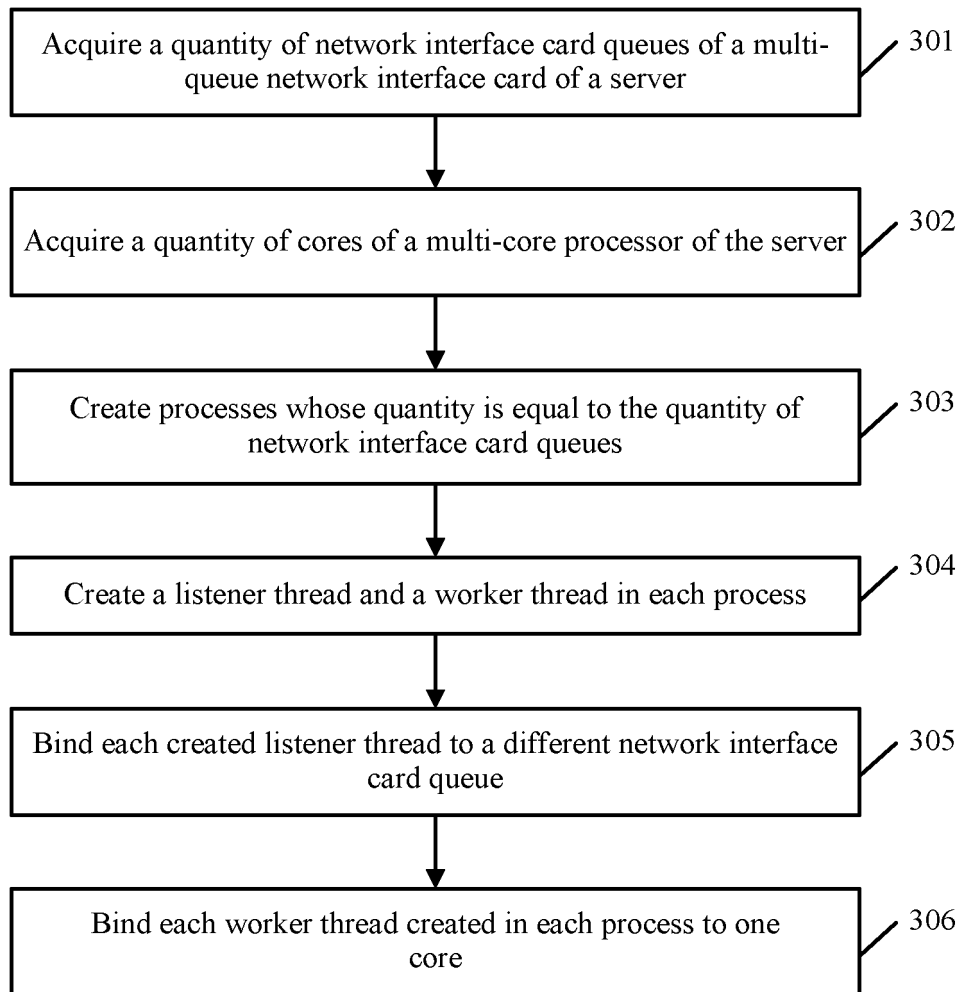 Acquire a quantity of network interface card queues of a multi-
queue network interface card of a server
301
Acquire a quantity of cores of a multi-core processor of the server
302
Create processes whose quantity is equal to the quantity of
network interface card queues
303
Create a listener thread and a worker thread in each process
304
Bind each created listener thread to a different network interface
card queue
305
Bind each worker thread created in each process to one
core
306